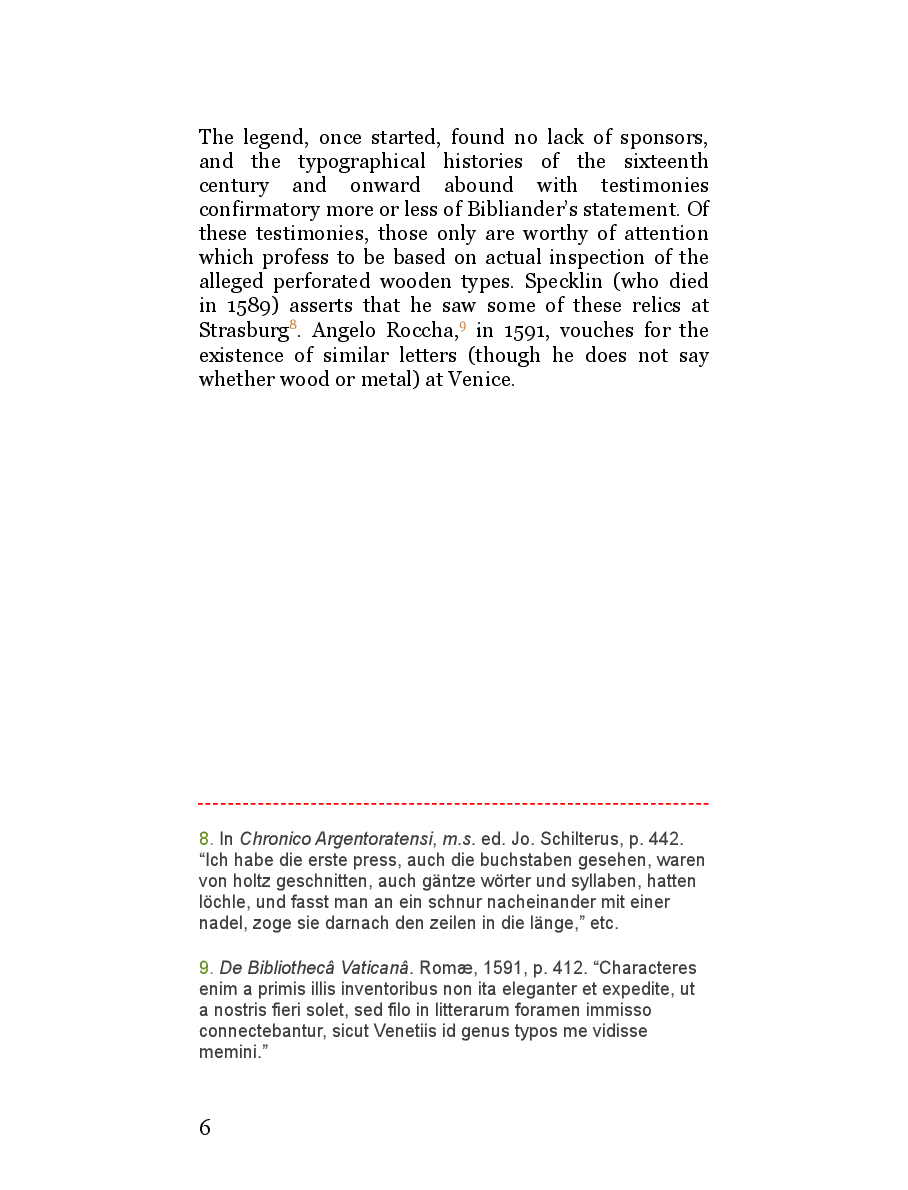 The legend, once started, found no lack of sponsors,
and the typographical histories of the sixteenth
century and onward abound with testimonies
confirmatory more or less of Bibliander’s statement. Of
these testimonies, those only are worthy of attention
which profess to be based on actual inspection of the
alleged perforated wooden types. Specklin (who died
in 1589) asserts that he saw some of these relics at
Strasburg8. Angelo Roccha,9 in 1591, vouches for the
existence of similar letters (though he does not say
whether wood or metal) at Venice.
8. In Chronico Argentoratensi, m.s. ed. Jo. Schilterus, p. 442.
“Ich habe die erste press, auch die buchstaben gesehen, waren
von holtz geschnitten, auch gäntze wörter und syllaben, hatten
löchle, und fasst man an ein schnur nacheinander mit einer
nadel, zoge sie darnach den zeilen in die länge,” etc.
9. De Bibliothecâ Vaticanâ. Romæ, 1591, p. 412. “Characteres
enim a primis illis inventoribus non ita eleganter et expedite, ut
a nostris fieri solet, sed filo in litterarum foramen immisso
connectebantur, sicut Venetiis id genus typos me vidisse
memini.”
6